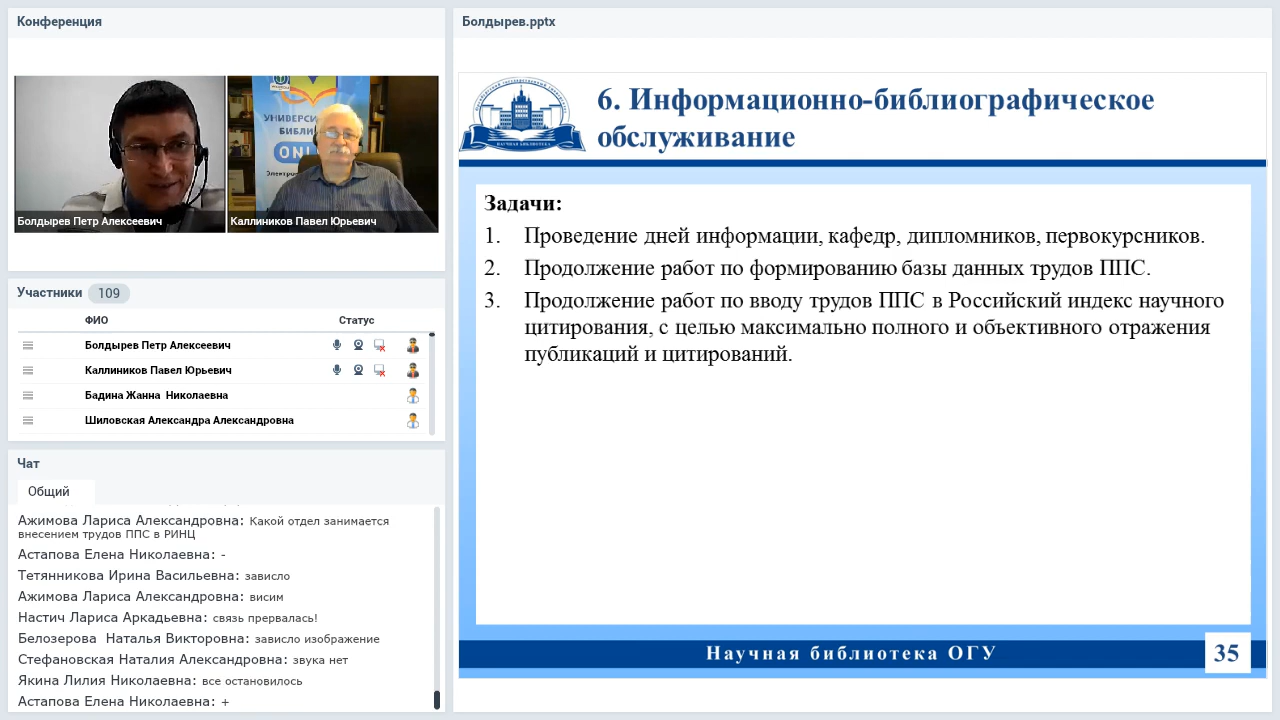 Конференция
УНИВЕРСИ
БИБЛИ
ONL
Электро
Болдырев Петр Алексеевич
Каллиников Павел Юрьевич
Участники 109
ФИО Статус
Болдырев Петр Алексеевич
Каллиников Павел Юрьевич
Бадина Жанна Николаевна
Шиловская Александра Александровна
Чат
Общий
Ажимова Лариса Александровна: Какой отдел занимается
внесением трудов ППС в РИНЦ
Астапова Елена Николаевна: -
Тетянникова Ирина Васильевна: зависло
Ажимова Лариса Александровна: висим
Настич Лариса Аркадьевна: связь прервалась!
Белозерова Наталья Викторовна: зависло изображение
Стефановская Наталия Александровна: звука нет
Якина Лилия Николаевна: все остановилось
Астапова Елена Николаевна: +
Болдырев.pptx
НАУЧНАЯ БИБЛИОТЕКА
6. Информационно-библиографическое
обслуживание
Задачи:
1. Проведение дней информации, кафедр, дипломников, первокурсников.
2. Продолжение работ по формированию базы данных трудов ППС.
3. Продолжение работ по вводу трудов ППС в Российский индекс научного
цитирования, с целью максимально полного и объективного отражения
публикаций и цитирований.
Научная библиотека ОГУ
35